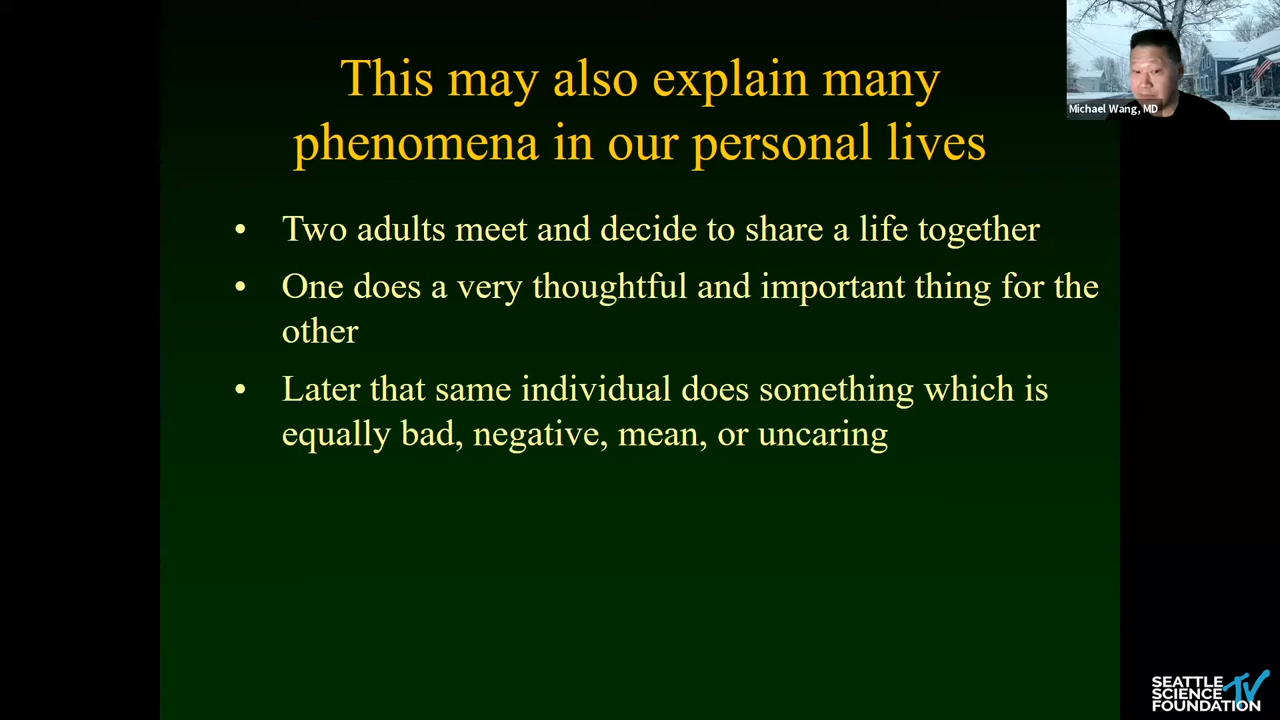 This may also explain many
phenomena in our personal lives
• Two adults meet and decide to share a life together
• One does a very thoughtful and important thing for the
other
• Later that same individual does something which is
equally bad, negative, mean, or uncaring
Michael Wang, MD
SEATTLE
SCIENCE
FOUNDATION
TV